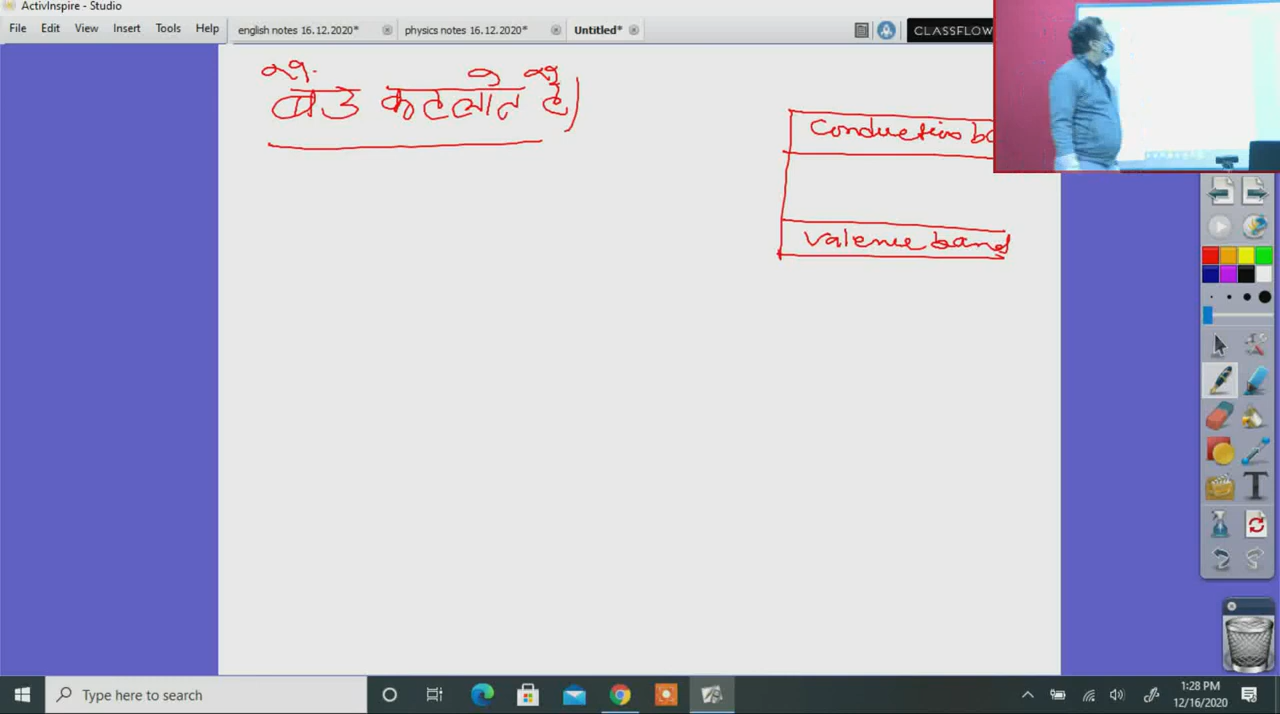 ActivInspire - Studio
File Edit View Insert Tools Help
english notes 16.12.2020* physics notes 16.12.2020* Untitled*
CLASSFLOW
बैंड कहलाते हैं।
Conduction
Valence band
T
Type here to search
1:28 PM
12/16/2020